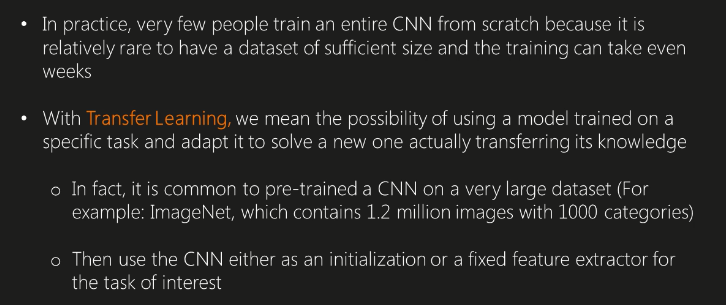 • In practice, very few people train an entire CNN from scratch because it is
relatively rare to have a dataset of sufficient size and the training can take even
weeks
• With Transfer Learning, we mean the possibility of using a model trained on a
specific task and adapt it to solve a new one actually transferring its knowledge
o In fact, it is common to pre-trained a CNN on a very large dataset (For
example: ImageNet, which contains 1.2 million images with 1000 categories)
o Then use the CNN either as an initialization or a fixed feature extractor for
the task of interest